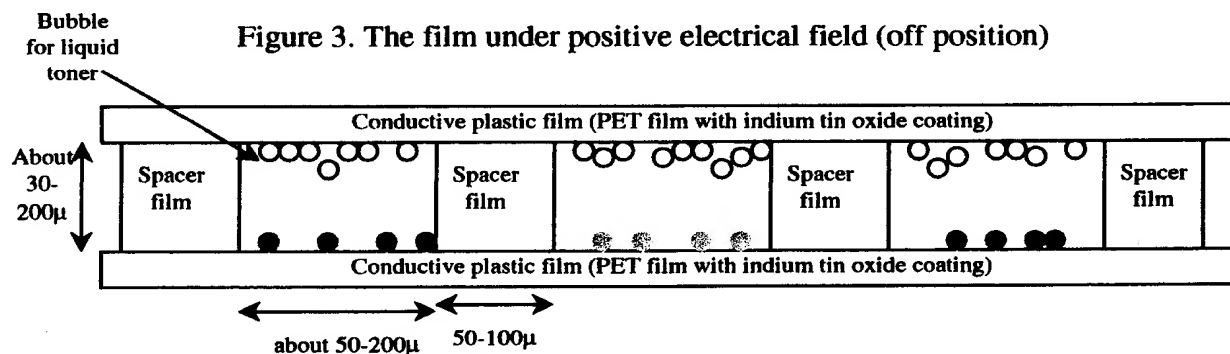 Bubble
for liquid
toner
Figure 3. The film under positive electrical field (off position)
Conductive plastic film (PET film with indium tin oxide coating)
About
30-
200μ
Spacer
film
Spacer
film
Spacer
film
Spacer
film
Conductive plastic film (PET film with indium tin oxide coating)
about 50-200μ
50-100μ